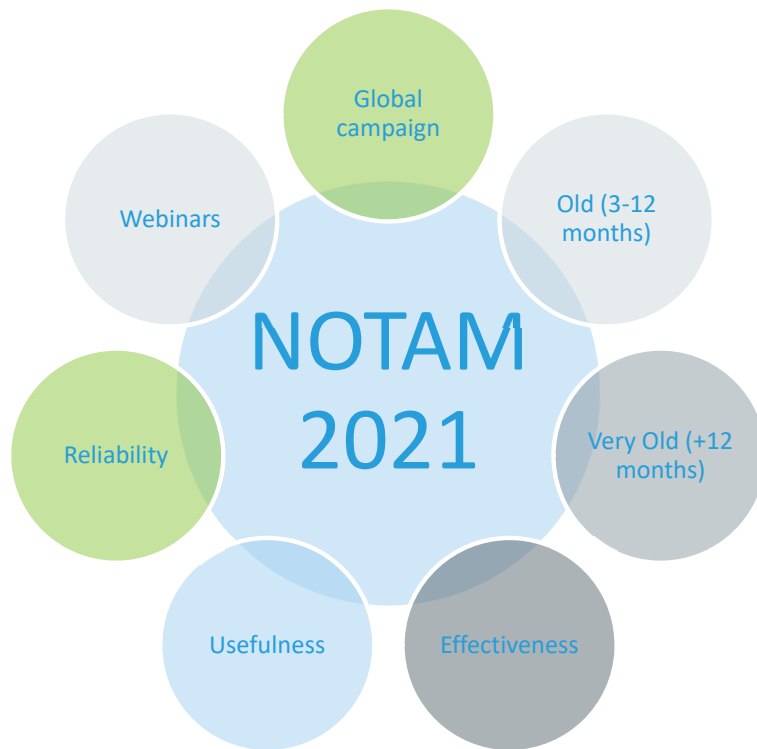 Global
campaign
Old (3-12
months)
Webinars
NOTAM
2021
Very Old (+12
months)
Reliability
Usefulness
Effectiveness